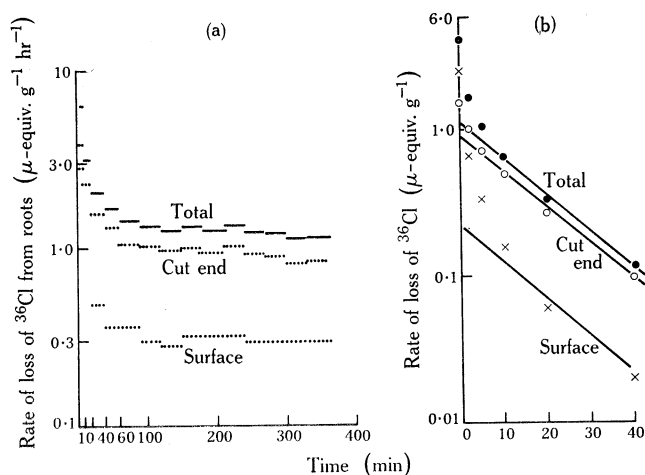 (a)
Rate of loss of ³⁶Cl from roots (μ-equiv. g⁻¹ hr⁻¹)
10
3·0
1·0
0·3
0·1
Total
Cut end
Surface
10 40 60 100 200 300 400
(b)
Rate of loss of ³⁶Cl (μ-equiv. g⁻¹)
6·0
1·0
0·1
0·01
Total
Cut end
Surface
0 10 20 30 40
Time (min)